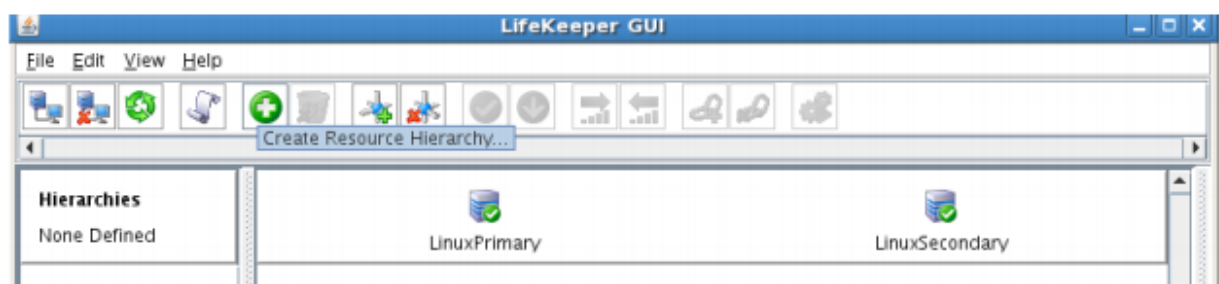 LifeKeeper GUI
File Edit View Help
Create Resource Hierarchy...
Hierarchies
None Defined
LinuxPrimary
LinuxSecondary